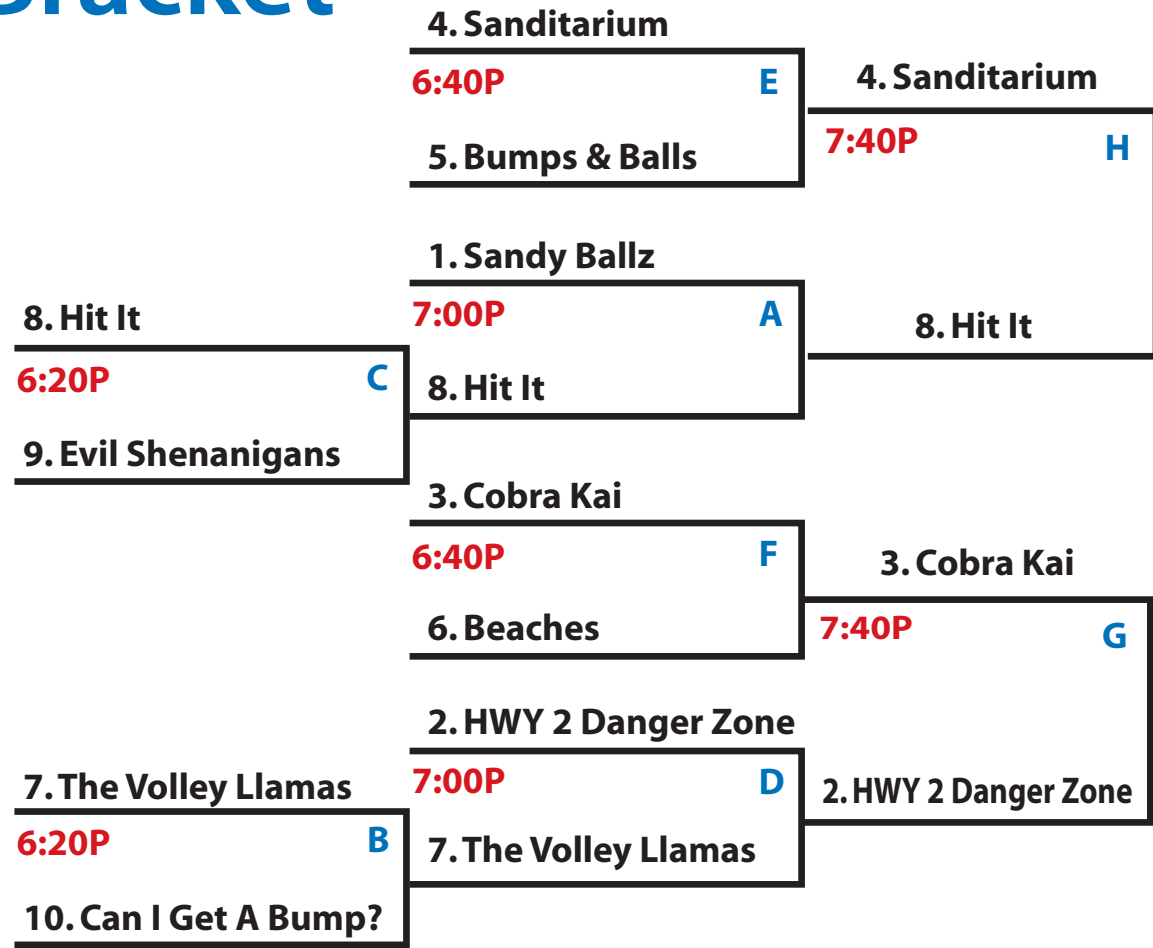 Bracket
4. Sanditarium
6:40P E
5. Bumps & Balls
4. Sanditarium
7:40P H
8. Hit It
1. Sandy Ballz
7:00P A
8. Hit It
8. Hit It
6:20P C
9. Evil Shenanigans
3. Cobra Kai
6:40P F
6. Beaches
3. Cobra Kai
7:40P G
2. HWY 2 Danger Zone
2. HWY 2 Danger Zone
7:00P D
7. The Volley Llamas
7. The Volley Llamas
6:20P B
10. Can I Get A Bump?